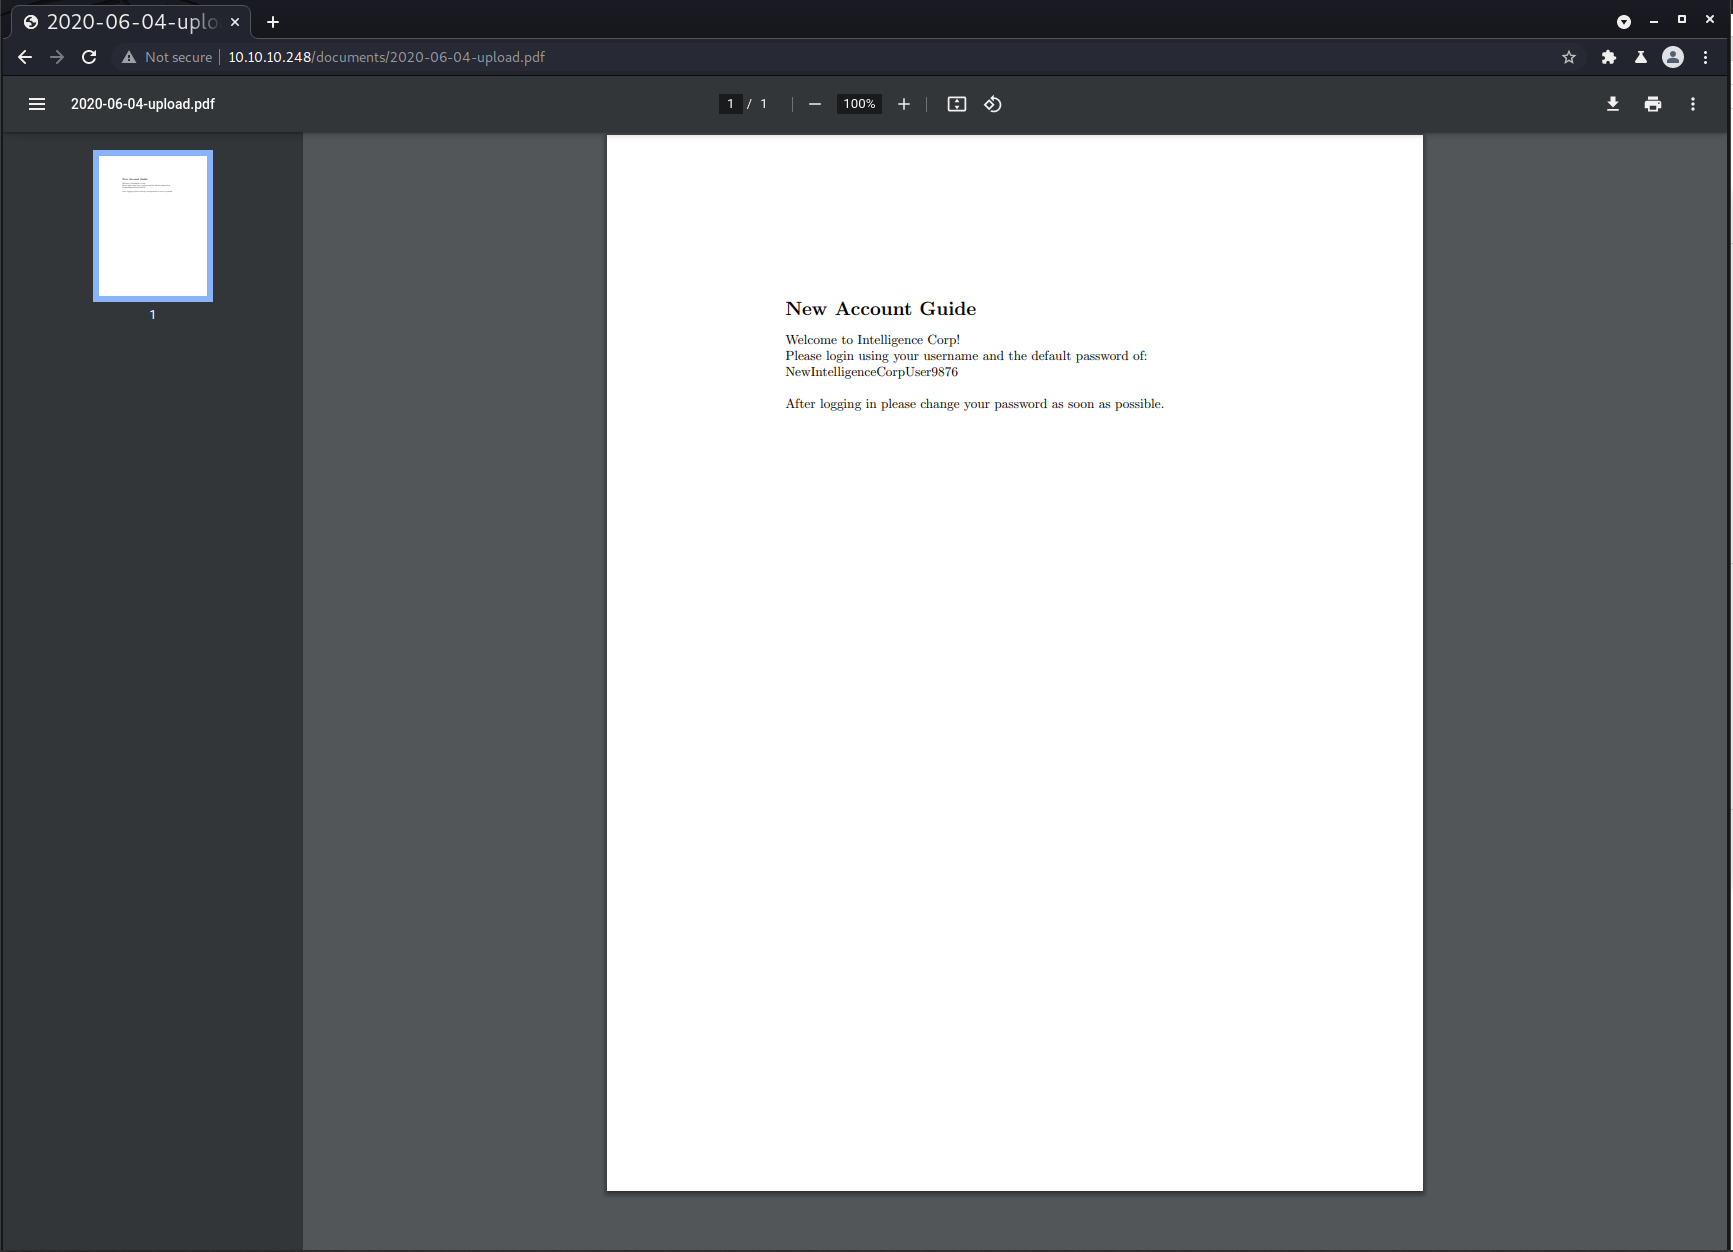 2020-06-04-uplo
Not secure
10.10.10.248/documents/2020-06-04-upload.pdf
2020-06-04-upload.pdf
1 / 1
100%
1
New Account Guide
Welcome to Intelligence Corp!
Please login using your username and the default password of:
NewIntelligenceCorpUser9876
After logging in please change your password as soon as possible.